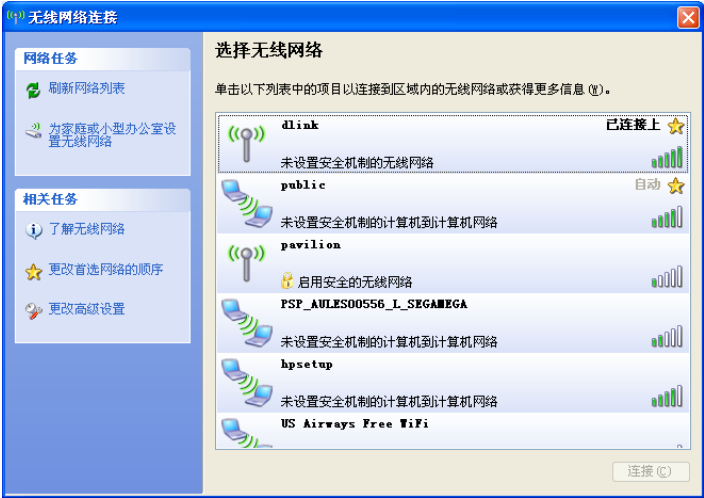 无线网络连接
网络任务
刷新网络列表
为家庭或小型办公室设
置无线网络
相关任务
了解无线网络
更改首选网络的顺序
更改高级设置
选择无线网络
单击以下列表中的项目以连接到区域内的无线网络或获得更多信息(W)。
dlink 已连接上
未设置安全机制的无线网络
public 自动
未设置安全机制的计算机到计算机网络
pavilion
启用安全的无线网络
PSP_AULES00556_L_SEGAMEGA
未设置安全机制的计算机到计算机网络
hpsetup
未设置安全机制的计算机到计算机网络
US Airways Free WiFi
连接(C)